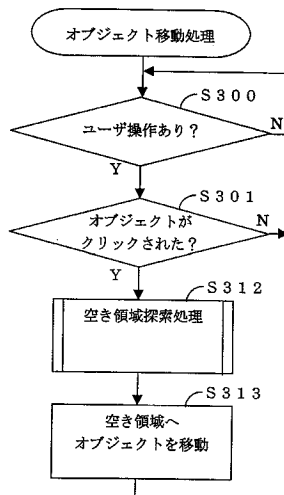 オブジェクト移動処理
S300
ユーザ操作あり?
N
Y
S301
オブジェクトが
クリックされた?
N
Y
S312
空き領域探索処理
S313
空き領域へ
オブジェクトを移動